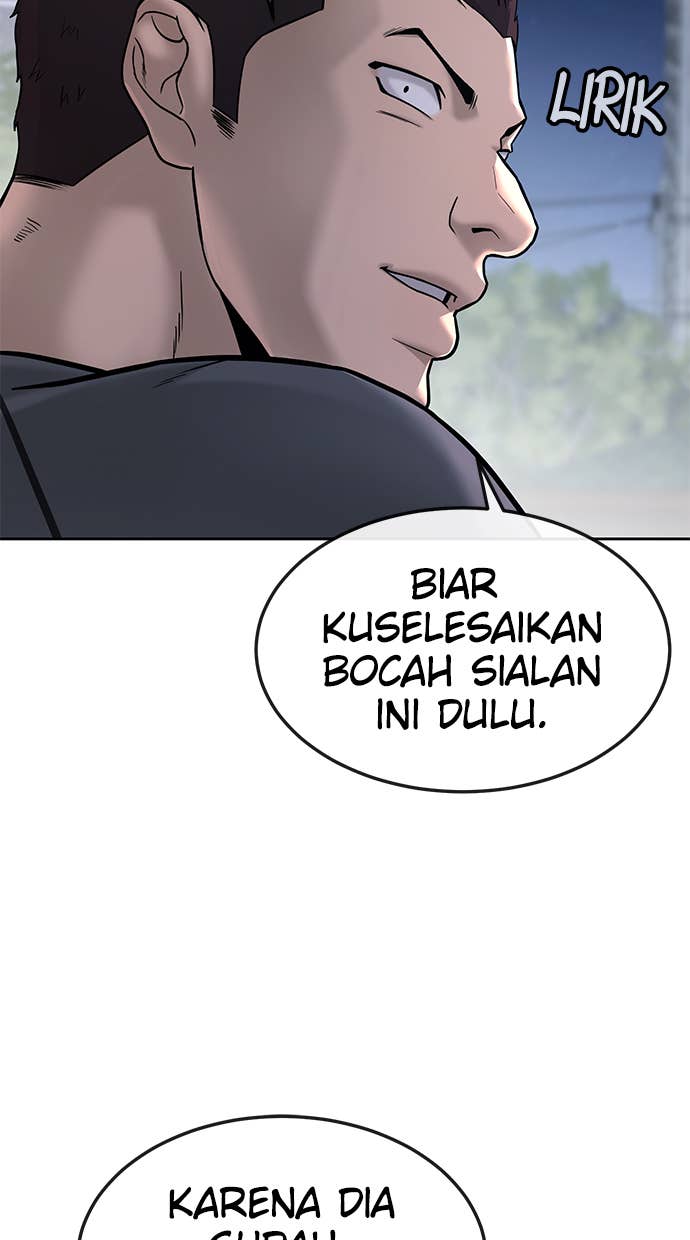 LIRIK
BIAR
KUSELESAIKAN
BOCAH SIALAN
INI DULU.
KARENA DIA